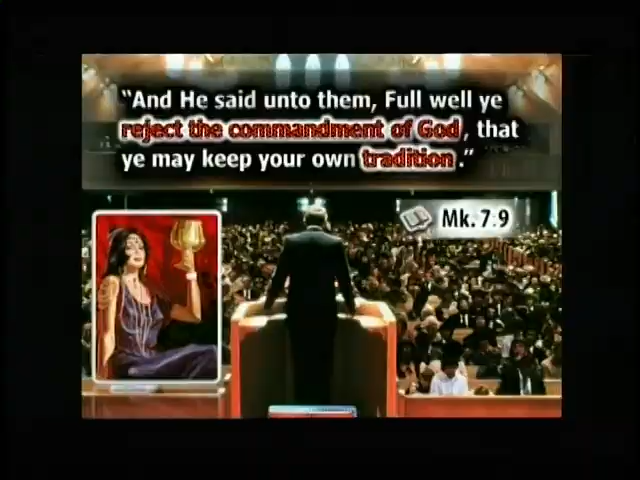 “And He said unto them, Full well ye
reject the commandment of God, that
ye may keep your own tradition.”
Mk. 7:9